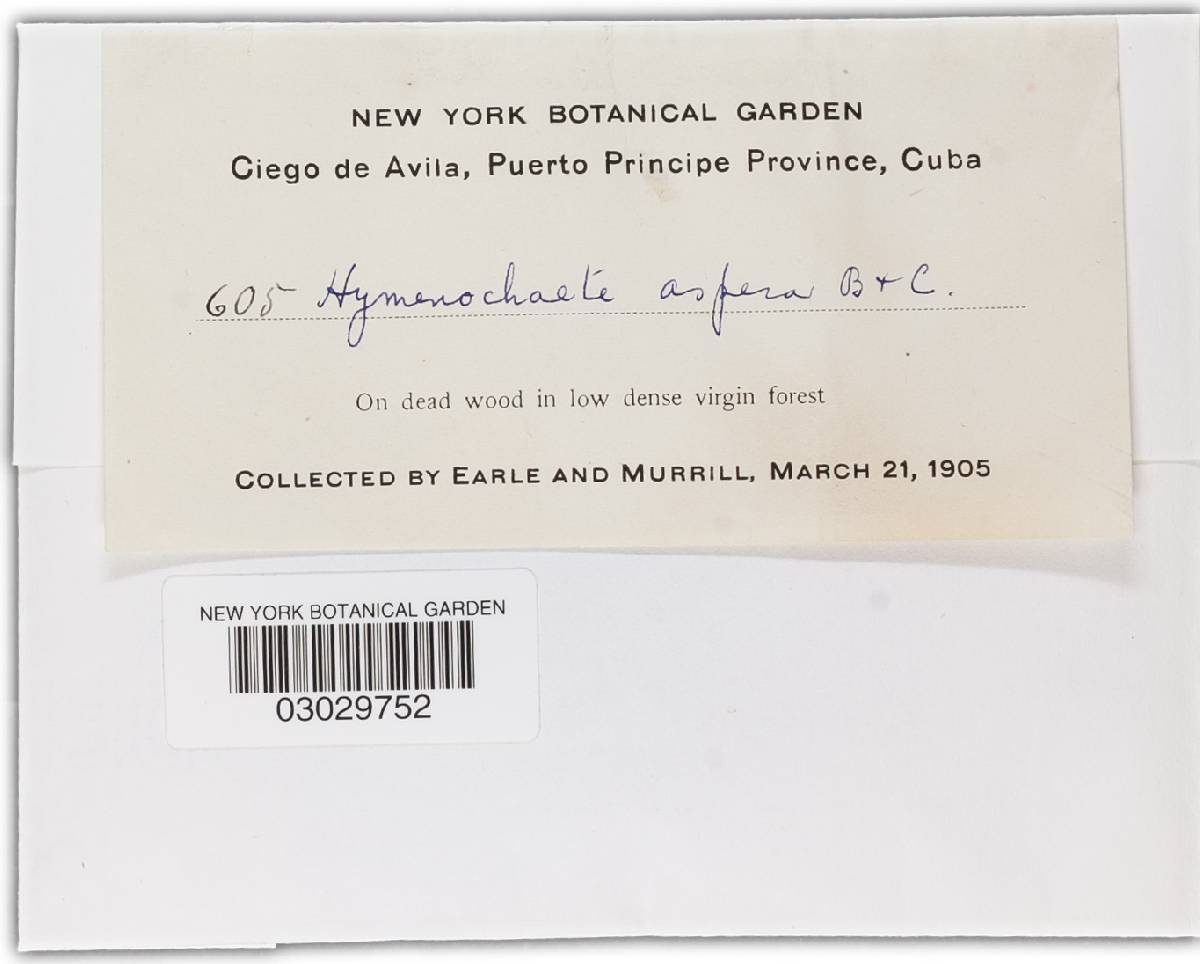 NEW YORK BOTANICAL GARDEN
Ciego de Avila, Puerto Principe Province, Cuba
605 Hymenochaete aspera B + C.
On dead wood in low dense virgin forest
COLLECTED BY EARLE AND MURRILL, MARCH 21, 1905
NEW YORK BOTANICAL GARDEN
03029752